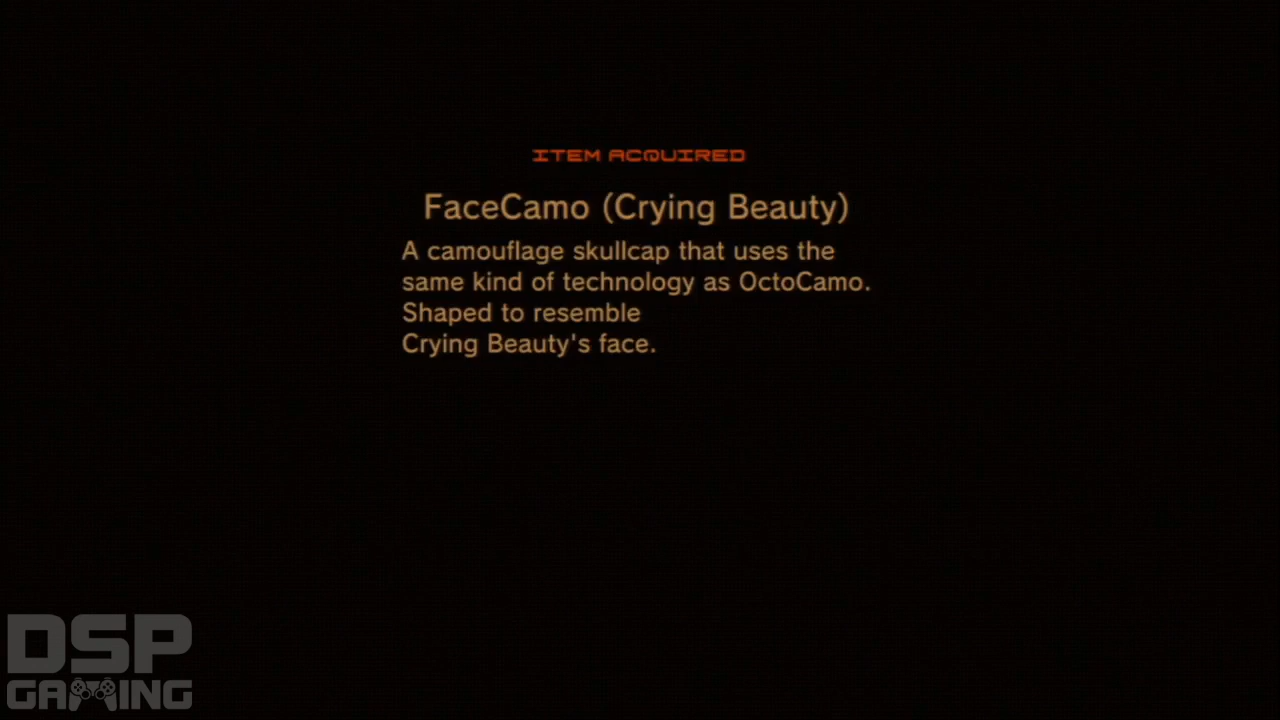 ITEM ACQUIRED
FaceCamo (Crying Beauty)
A camouflage skullcap that uses the
same kind of technology as OctoCamo.
Shaped to resemble
Crying Beauty's face.
DSP
GAMING